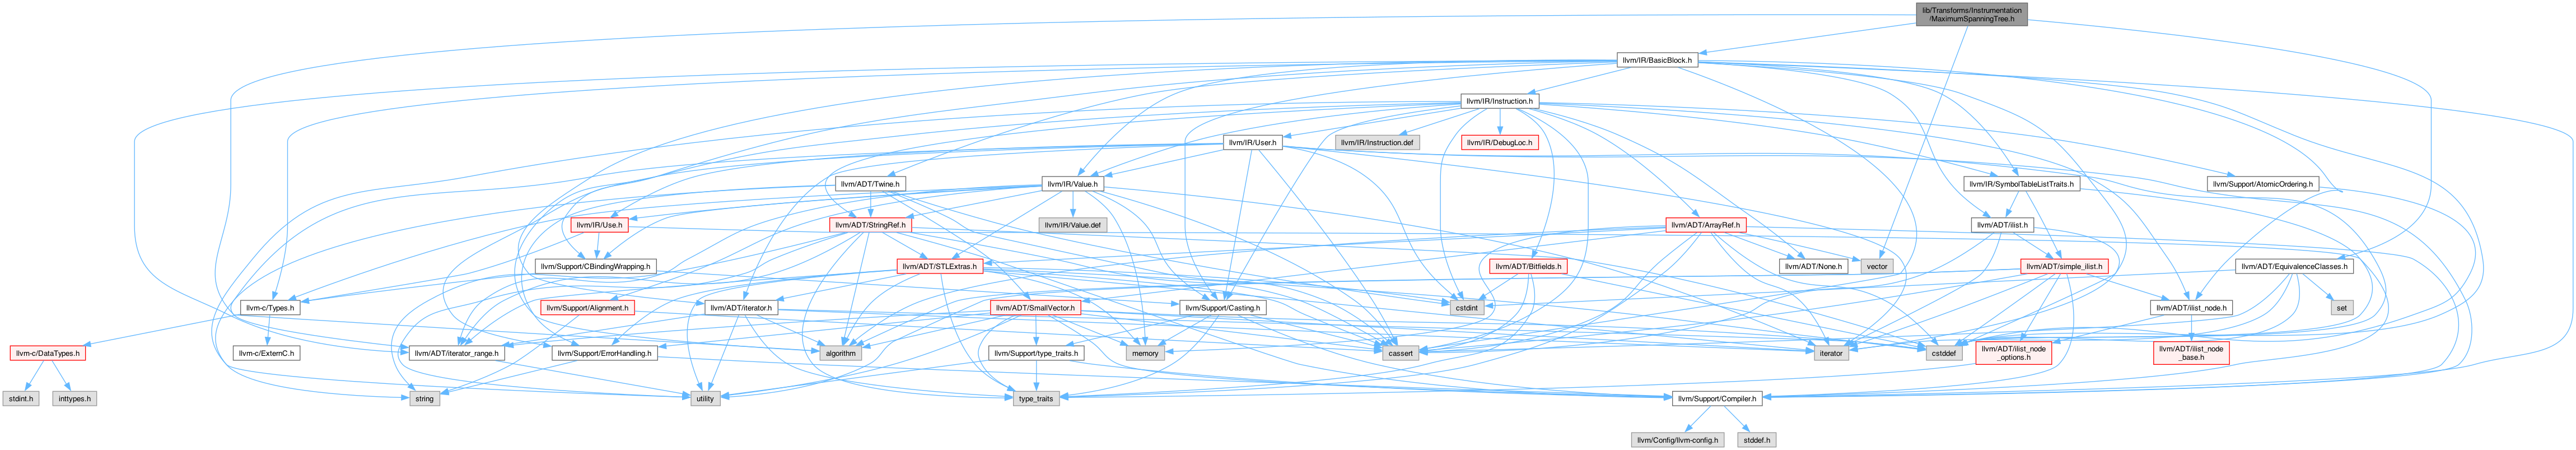 lib/Transforms/Instrumentation
/MaximumSpanningTree.h
llvm/IR/BasicBlock.h
llvm/IR/Instruction.h
llvm/IR/User.h
llvm/IR/Instruction.def
llvm/IR/DebugLoc.h
llvm/ADT/Twine.h
llvm/IR/Value.h
llvm/IR/SymbolTableListTraits.h
llvm/Support/AtomicOrdering.h
llvm/IR/Use.h
llvm/ADT/StringRef.h
llvm/IR/Value.def
llvm/ADT/ArrayRef.h
llvm/ADT/ilist.h
llvm/Support/CBindingWrapping.h
llvm/ADT/STLExtras.h
llvm/ADT/Bitfields.h
llvm/ADT/None.h
vector
llvm/ADT/simple_ilist.h
llvm/ADT/EquivalenceClasses.h
llvm-c/Types.h
llvm/Support/Alignment.h
llvm/ADT/iterator.h
llvm/ADT/SmallVector.h
llvm/Support/Casting.h
cstdint
llvm/ADT/ilist_node.h
set
llvm-c/DataTypes.h
llvm-c/ExternC.h
llvm/ADT/iterator_range.h
llvm/Support/ErrorHandling.h
algorithm
llvm/Support/type_traits.h
memory
cassert
iterator
cstddef
llvm/ADT/ilist_node
_options.h
llvm/ADT/ilist_node
_base.h
stdint.h
inttypes.h
string
utility
type_traits
llvm/Support/Compiler.h
llvm/Config/llvm-config.h
stddef.h